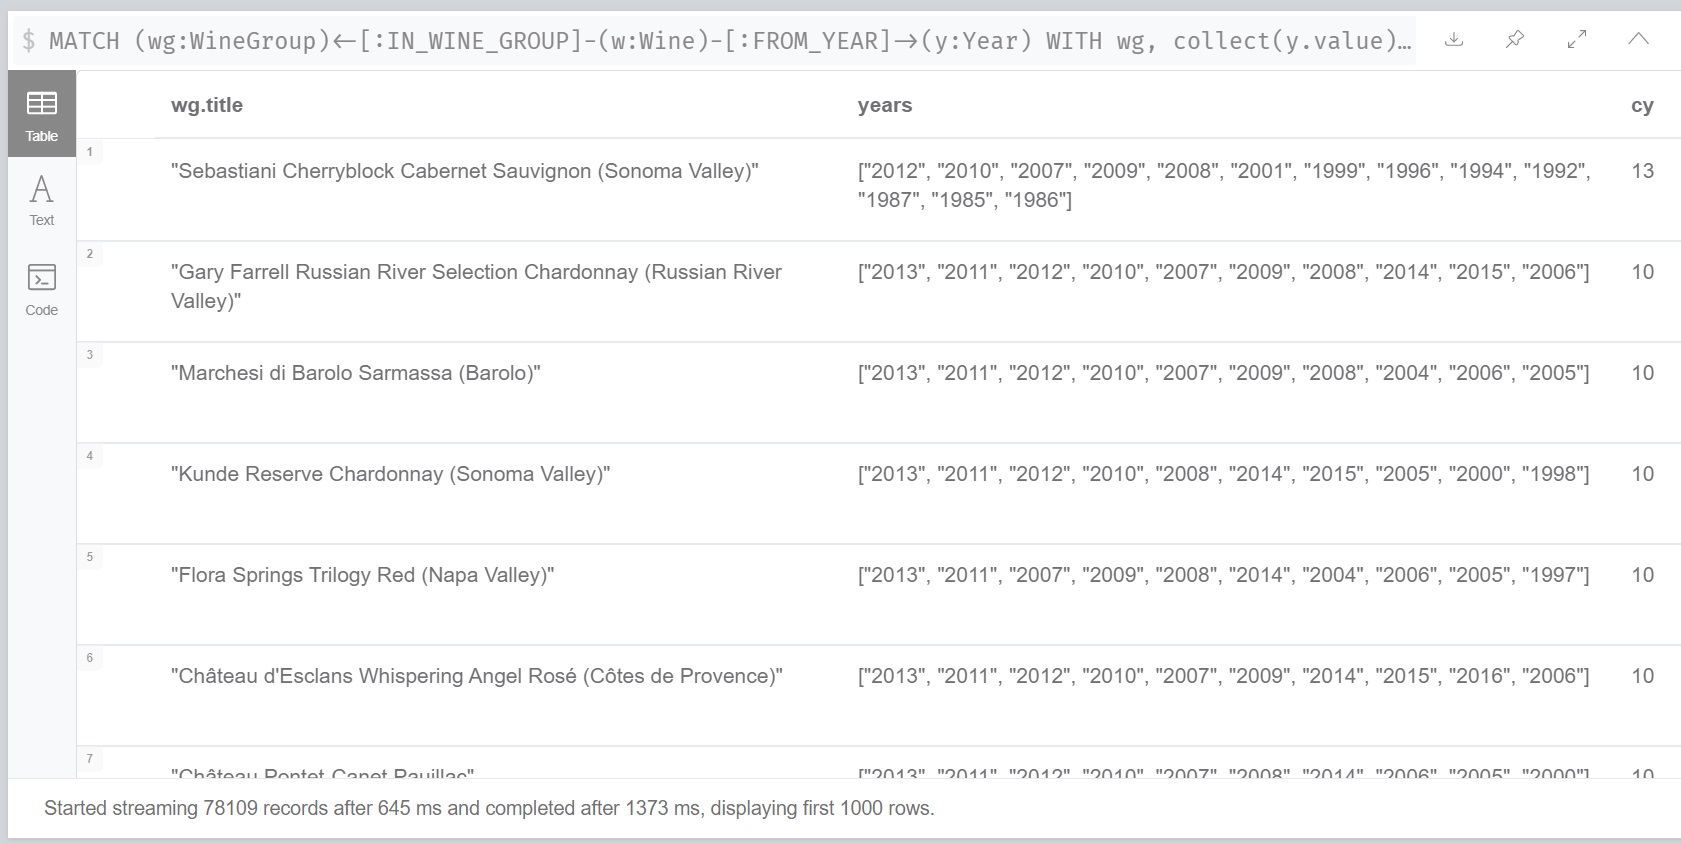 $ MATCH (wg:WineGroup)<-[:IN_WINE_GROUP]-(w:Wine)-[:FROM_YEAR]->(y:Year) WITH wg, collect(y.value)…
Table
Text
Code
wg.title years cy
1
"Sebastiani Cherryblock Cabernet Sauvignon (Sonoma Valley)" ["2012", "2010", "2007", "2009", "2008", "2001", "1999", "1996", "1994", "1992", 13
"1987", "1985", "1986"]
2
"Gary Farrell Russian River Selection Chardonnay (Russian River ["2013", "2011", "2012", "2010", "2007", "2009", "2008", "2014", "2015", "2006"] 10
Valley)"
3
"Marchesi di Barolo Sarmassa (Barolo)" ["2013", "2011", "2012", "2010", "2007", "2009", "2008", "2004", "2006", "2005"] 10
4
"Kunde Reserve Chardonnay (Sonoma Valley)" ["2013", "2011", "2012", "2010", "2008", "2014", "2015", "2005", "2000", "1998"] 10
5
"Flora Springs Trilogy Red (Napa Valley)" ["2013", "2011", "2007", "2009", "2008", "2014", "2004", "2006", "2005", "1997"] 10
6
"Château d'Esclans Whispering Angel Rosé (Côtes de Provence)" ["2013", "2011", "2012", "2010", "2007", "2009", "2014", "2015", "2016", "2006"] 10
7
"Château Pontet-Canet Pauillac" ["2013", "2011", "2012", "2010", "2007", "2008", "2014", "2006", "2005", "2000"] 10
Started streaming 78109 records after 645 ms and completed after 1373 ms, displaying first 1000 rows.